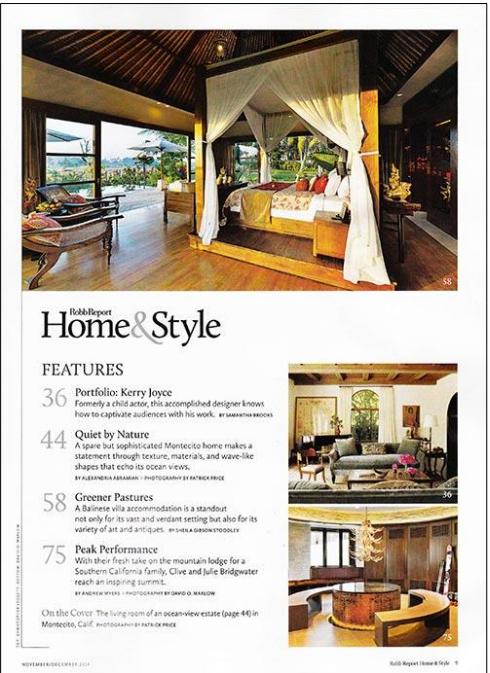 58
Robb Report
Home&Style
FEATURES
36 Portfolio: Kerry Joyce
Formerly a child actor, this accomplished designer knows
how to captivate audiences with his work. BY SAMANTHA BROOKS
44 Quiet by Nature
A spare but sophisticated Montecito home makes a
statement through texture, materials, and wave-like
shapes that echo its ocean views.
BY ALEXANDRIA ABRAMIAN | PHOTOGRAPHY BY PATRICK PRICE
58 Greener Pastures
A Balinese villa accommodation is a standout
not only for its vast and verdant setting but also for its
variety of art and antiques. BY SHEILA GIBSON STOODLEY
75 Peak Performance
With their fresh take on the mountain lodge for a
Southern California family, Clive and Julie Bridgwater
reach an inspiring summit.
BY ANDREW MYERS | PHOTOGRAPHY BY DAVID O. MARLOW
On the Cover The living room of an ocean-view estate (page 44) in
Montecito, Calif. PHOTOGRAPHY BY PATRICK PRICE
36
75
NOVEMBER/DECEMBER
Robb Report Home & Style